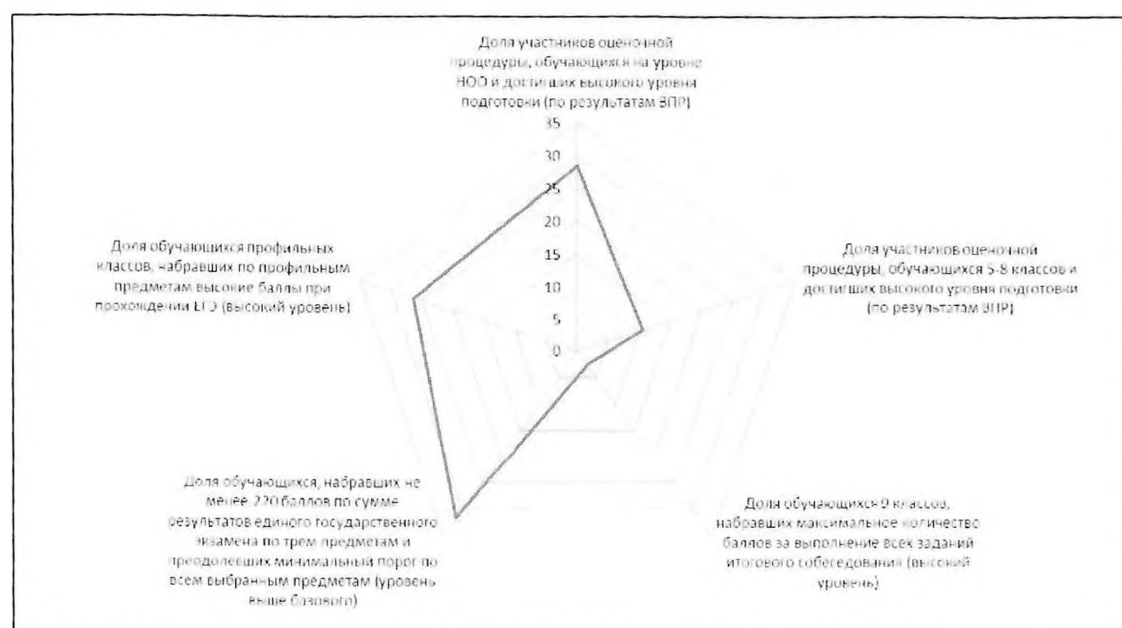 Доля участников оценочной
процедуры, обучающихся на уровне
НОО и достигших высокого уровня
подготовки (по результатам ВПР)
35
30
25
20
15
10
5
0
Доля участников оценочной
процедуры, обучающихся 5-8 классов и
достигших высокого уровня подготовки
(по результатам ВПР)
Доля обучающихся 9 классов,
набравших максимальное количество
баллов за выполнение всех заданий
итогового собеседования (высокий
уровень)
Доля обучающихся, набравших не
менее 220 баллов по сумме
результатов единого государственного
экзамена по трем предметам и
преодолевших минимальный порог по
всем выбранным предметам (уровень
выше базового)
Доля обучающихся профильных
классов, набравших по профильным
предметам высокие баллы при
прохождении ЕГЭ (высокий уровень)